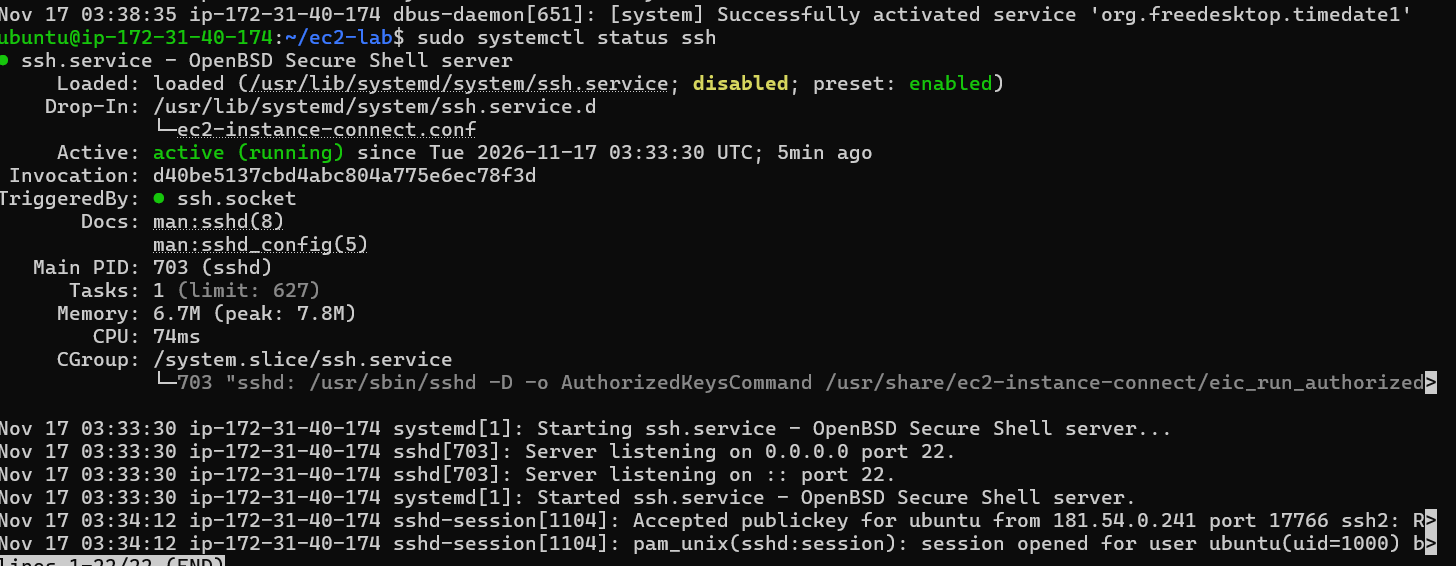 Nov 17 03:38:35 ip-172-31-40-174 dbus-daemon[651]: [system] Successfully activated service 'org.freedesktop.timedate1'
ubuntu@ip-172-31-40-174:~/ec2-lab$ sudo systemctl status ssh
● ssh.service - OpenBSD Secure Shell server
Loaded: loaded (/usr/lib/systemd/system/ssh.service; disabled; preset: enabled)
Drop-In: /usr/lib/systemd/system/ssh.service.d
└─ec2-instance-connect.conf
Active: active (running) since Tue 2026-11-17 03:33:30 UTC; 5min ago
Invocation: d40be5137cbd4abc804a775e6ec78f3d
TriggeredBy: ● ssh.socket
Docs: man:sshd(8)
man:sshd_config(5)
Main PID: 703 (sshd)
Tasks: 1 (limit: 627)
Memory: 6.7M (peak: 7.8M)
CPU: 74ms
CGroup: /system.slice/ssh.service
└─703 "sshd: /usr/sbin/sshd -D -o AuthorizedKeysCommand /usr/share/ec2-instance-connect/eic_run_authorized>
Nov 17 03:33:30 ip-172-31-40-174 systemd[1]: Starting ssh.service - OpenBSD Secure Shell server...
Nov 17 03:33:30 ip-172-31-40-174 sshd[703]: Server listening on 0.0.0.0 port 22.
Nov 17 03:33:30 ip-172-31-40-174 sshd[703]: Server listening on :: port 22.
Nov 17 03:33:30 ip-172-31-40-174 systemd[1]: Started ssh.service - OpenBSD Secure Shell server.
Nov 17 03:34:12 ip-172-31-40-174 sshd-session[1104]: Accepted publickey for ubuntu from 181.54.0.241 port 17766 ssh2: R>
Nov 17 03:34:12 ip-172-31-40-174 sshd-session[1104]: pam_unix(sshd:session): session opened for user ubuntu(uid=1000) b>
lines 1-22/22 (END)